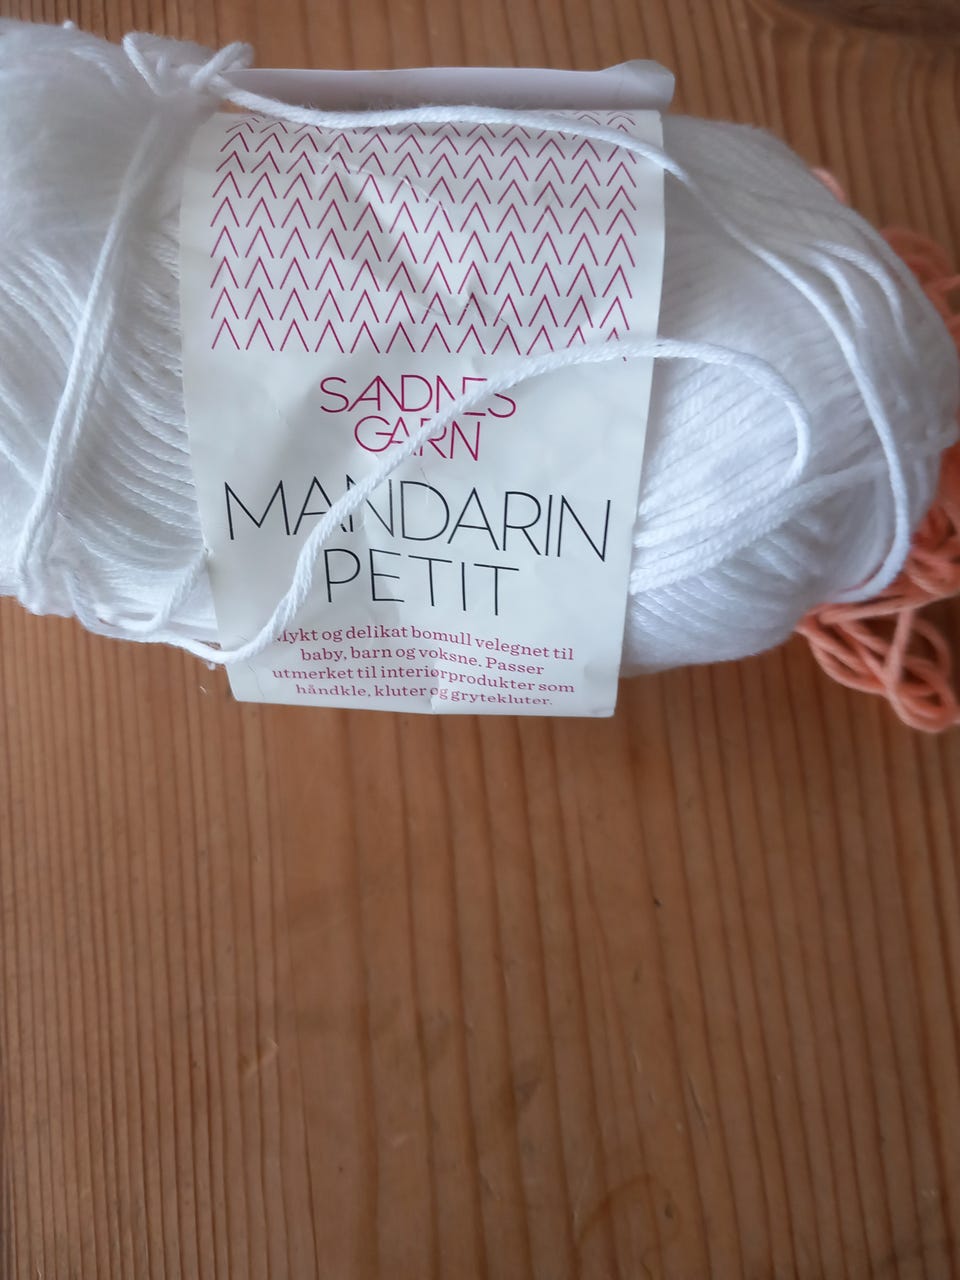 SANDNES
GARN
MANDARIN
PETIT
Mykt og delikat bomull velegnet til
baby, barn og voksne. Passer
utmerket til interiørprodukter som
håndkle, kluter og grytekluter.